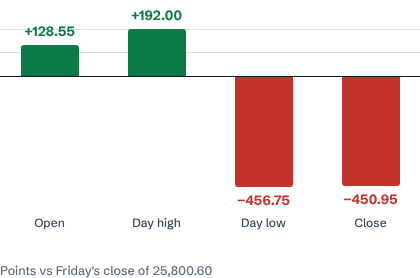 +192.00
+128.55
−456.75 −450.95
Open Day high Day low Close
Points vs Friday's close of 25,800.60